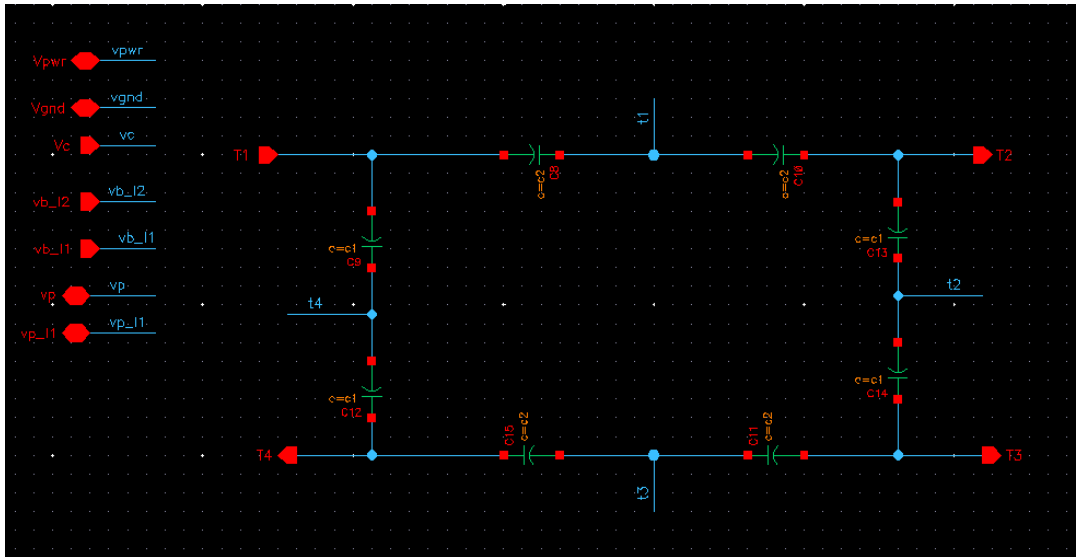 Vpwr vpwr
Vgnd vgnd
Vc vc
vb_l2 vb_l2
vb_l1 vb_l1
vp vp
vp_l1 vp_l1
t1
T1
c=c2
C8
c=c2
C10
T2
c=c1
C9
c=c1
C13
t4
t2
c=c1
C12
c=c1
C14
T4
C15
c=c2
C11
c=c2
T3
t3